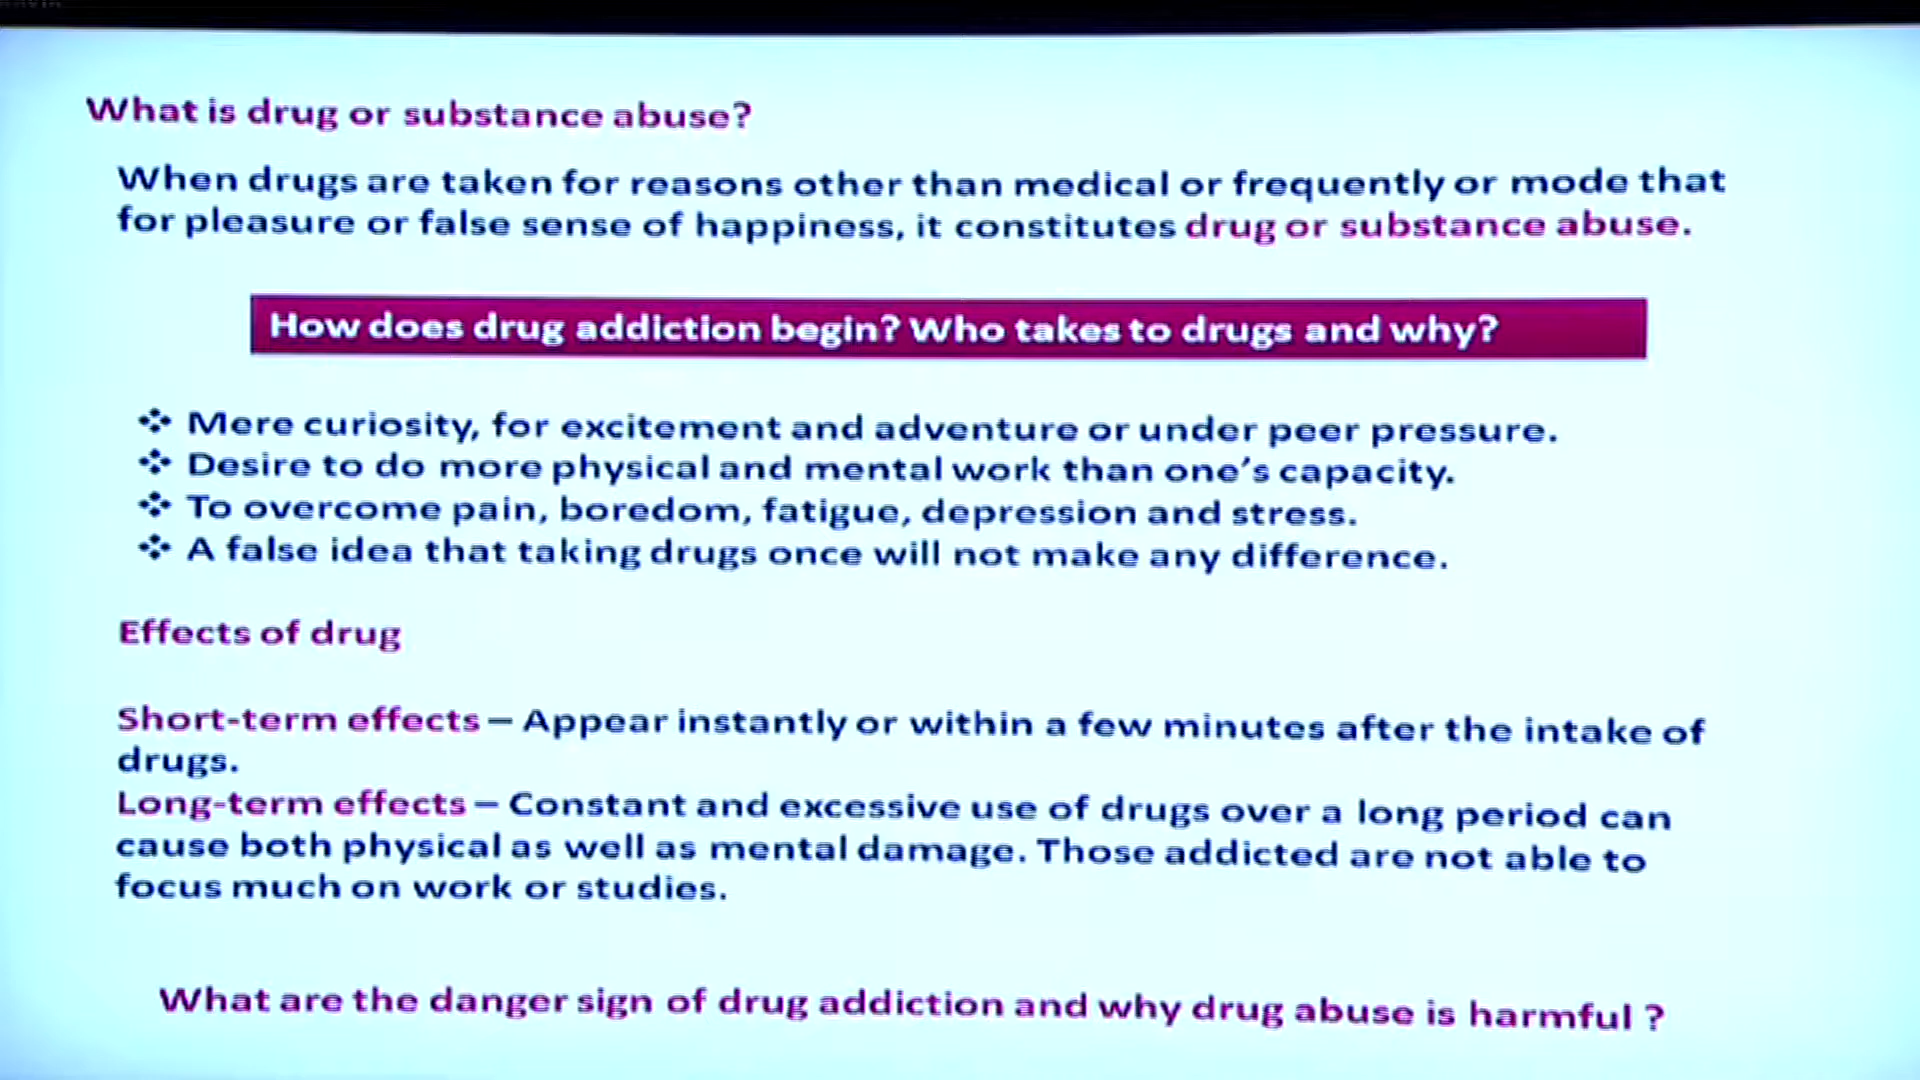 What is drug or substance abuse?
When drugs are taken for reasons other than medical or frequently or mode that
for pleasure or false sense of happiness, it constitutes drug or substance abuse.
How does drug addiction begin? Who takes to drugs and why?
❖ Mere curiosity, for excitement and adventure or under peer pressure.
❖ Desire to do more physical and mental work than one's capacity.
❖ To overcome pain, boredom, fatigue, depression and stress.
❖ A false idea that taking drugs once will not make any difference.
Effects of drug
Short-term effects – Appear instantly or within a few minutes after the intake of
drugs.
Long-term effects – Constant and excessive use of drugs over a long period can
cause both physical as well as mental damage. Those addicted are not able to
focus much on work or studies.
What are the danger sign of drug addiction and why drug abuse is harmful ?